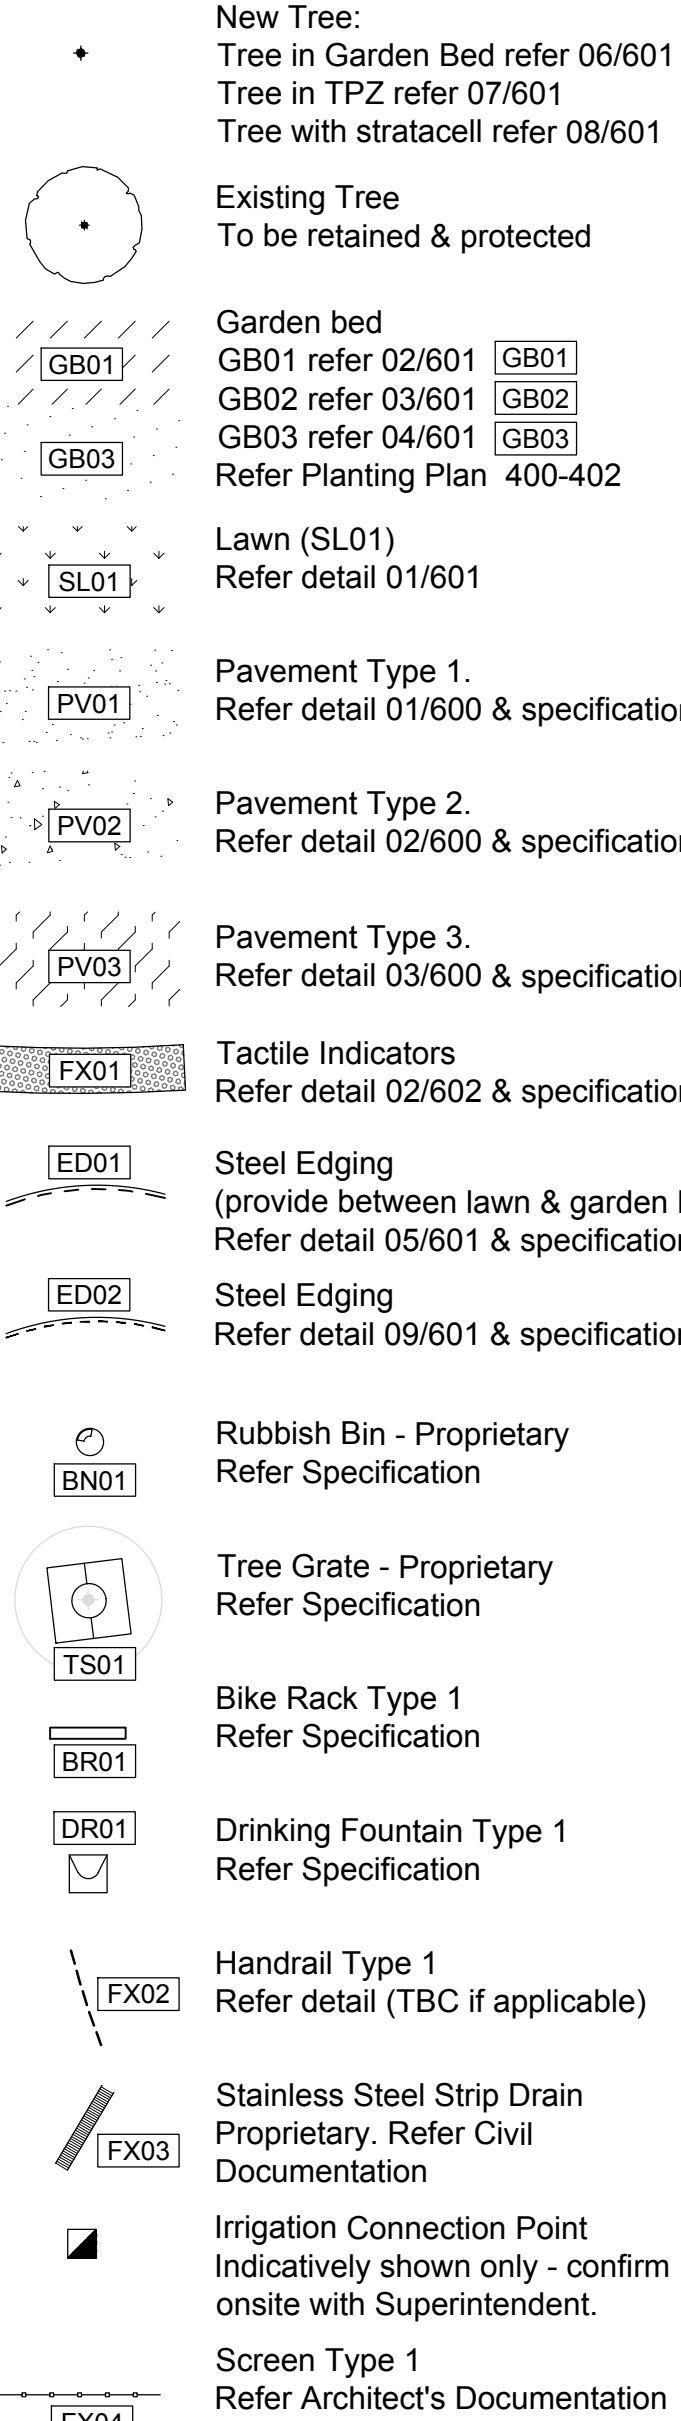 New Tree:
Tree in Garden Bed refer 06/601
Tree in TPZ refer 07/601
Tree with stratacell refer 08/601
Existing Tree
To be retained & protected
Garden bed
GB01 GB01 refer 02/601 GB01
GB02 refer 03/601 GB02
GB03 GB03 refer 04/601 GB03
Refer Planting Plan 400-402
Lawn (SL01)
SL01 Refer detail 01/601
Pavement Type 1.
PV01 Refer detail 01/600 & specification
Pavement Type 2.
PV02 Refer detail 02/600 & specification
Pavement Type 3.
PV03 Refer detail 03/600 & specification
Tactile Indicators
FX01 Refer detail 02/602 & specification
ED01 Steel Edging
(provide between lawn & garden
Refer detail 05/601 & specification
ED02 Steel Edging
Refer detail 09/601 & specification
Rubbish Bin - Proprietary
BN01 Refer Specification
Tree Grate - Proprietary
Refer Specification
TS01
Bike Rack Type 1
Refer Specification
BR01
DR01 Drinking Fountain Type 1
Refer Specification
Handrail Type 1
FX02 Refer detail (TBC if applicable)
Stainless Steel Strip Drain
Proprietary. Refer Civil
FX03 Documentation
Irrigation Connection Point
Indicatively shown only - confirm
onsite with Superintendent.
Screen Type 1
Refer Architect's Documentation
FX04